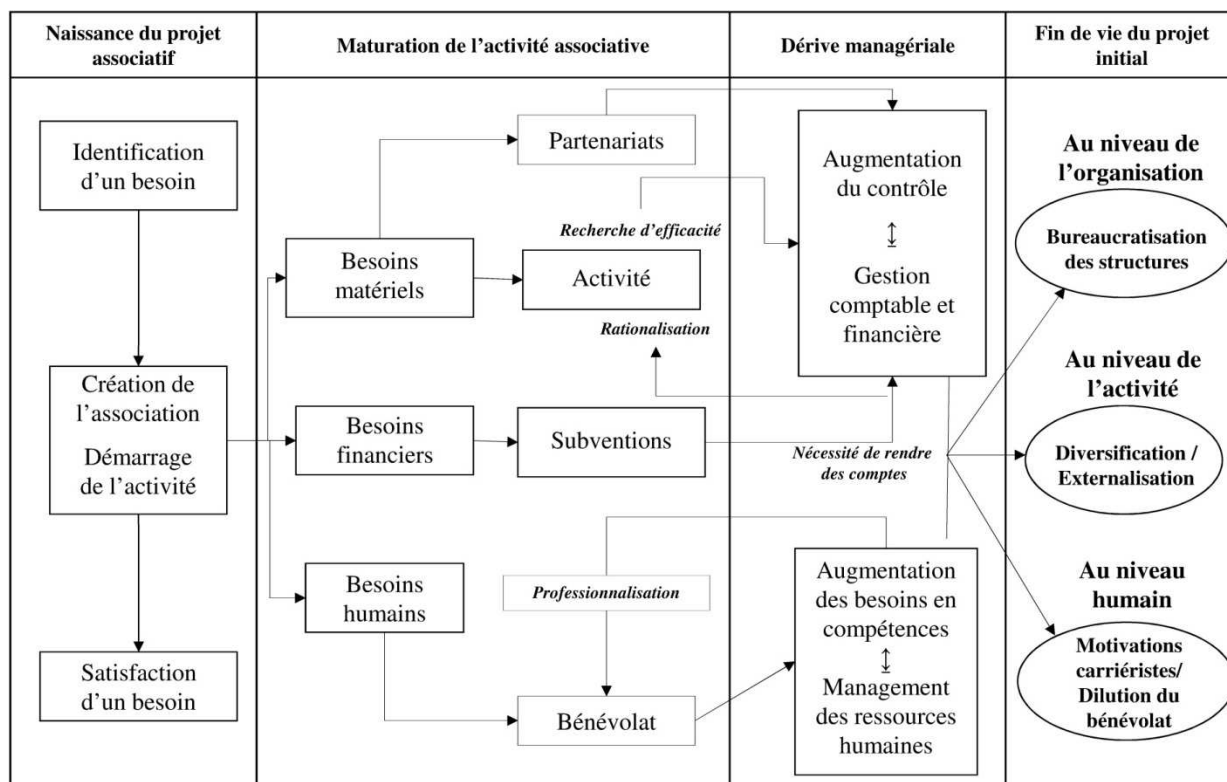 Naissance du projet
associatif
Maturation de l'activité associative
Dérive managériale
Fin de vie du projet
initial
Identification
d'un besoin
Création de
l'association
Démarrage
de l'activité
Satisfaction
d'un besoin
Partenariats
Recherche d'efficacité
Besoins
matériels
Activité
Rationalisation
Besoins
financiers
Subventions
Nécessité de rendre
des comptes
Besoins
humains
Professionnalisation
Bénévolat
Augmentation
du contrôle
Gestion
comptable et
financière
Augmentation
des besoins en
compétences
Management
des ressources
humaines
Au niveau de
l'organisation
Bureaucratisation
des structures
Au niveau de
l'activité
Diversification /
Externalisation
Au niveau
humain
Motivations
carriéristes/
Dilution du
bénévolat